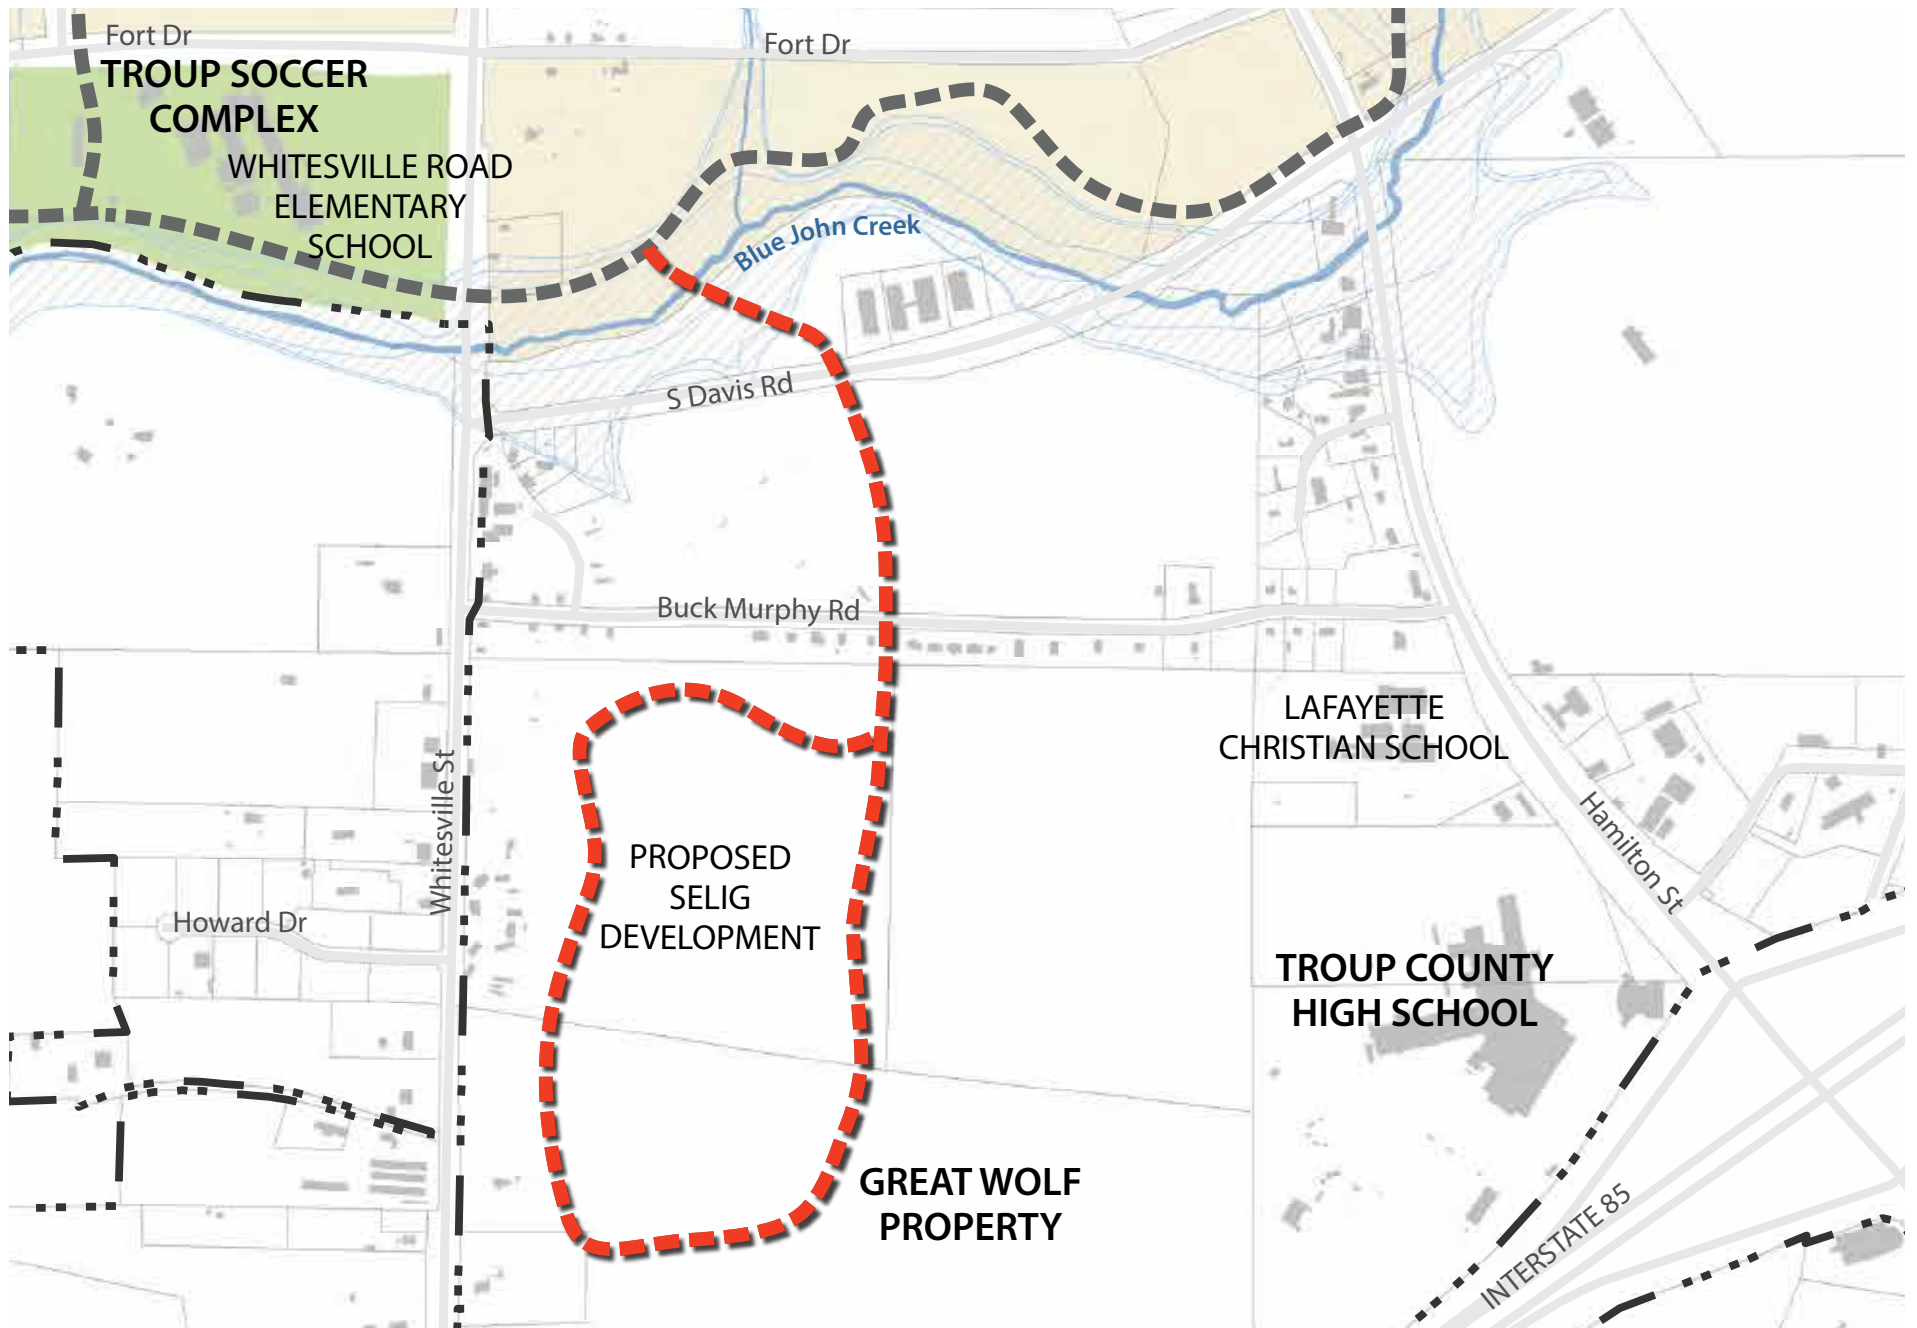 Fort Dr
Fort Dr
TROUP SOCCER
COMPLEX
WHITESVILLE ROAD
ELEMENTARY
SCHOOL
Blue John Creek
S Davis Rd
Buck Murphy Rd
LAFAYETTE
CHRISTIAN SCHOOL
Whitesville St
Hamilton St
PROPOSED
SELIG
DEVELOPMENT
Howard Dr
TROUP COUNTY
HIGH SCHOOL
GREAT WOLF
PROPERTY
INTERSTATE 85